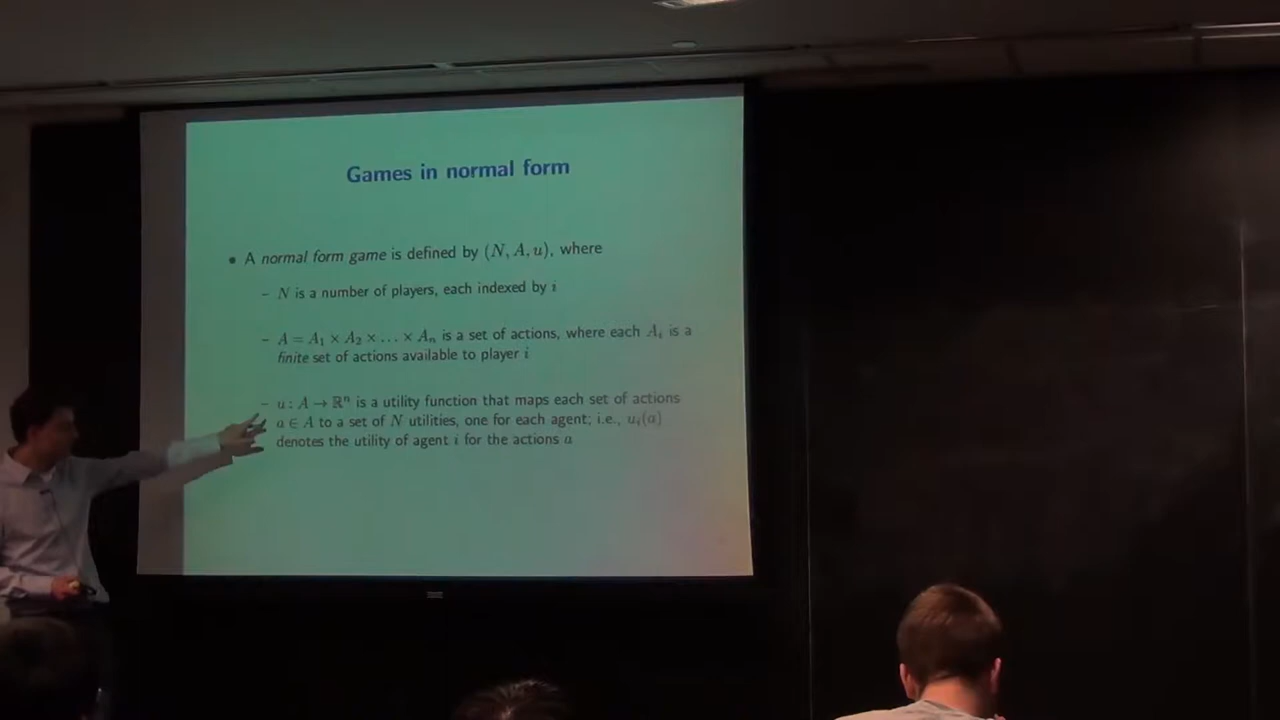 Games in normal form
• A normal form game is defined by (N, A, u), where
– N is a number of players, each indexed by i
– A = A₁ × A₂ × … × Aₙ is a set of actions, where each Aᵢ is a
finite set of actions available to player i
– u : A → ℝⁿ is a utility function that maps each set of actions
a ∈ A to a set of N utilities, one for each agent; i.e., uᵢ(a)
denotes the utility of agent i for the actions a